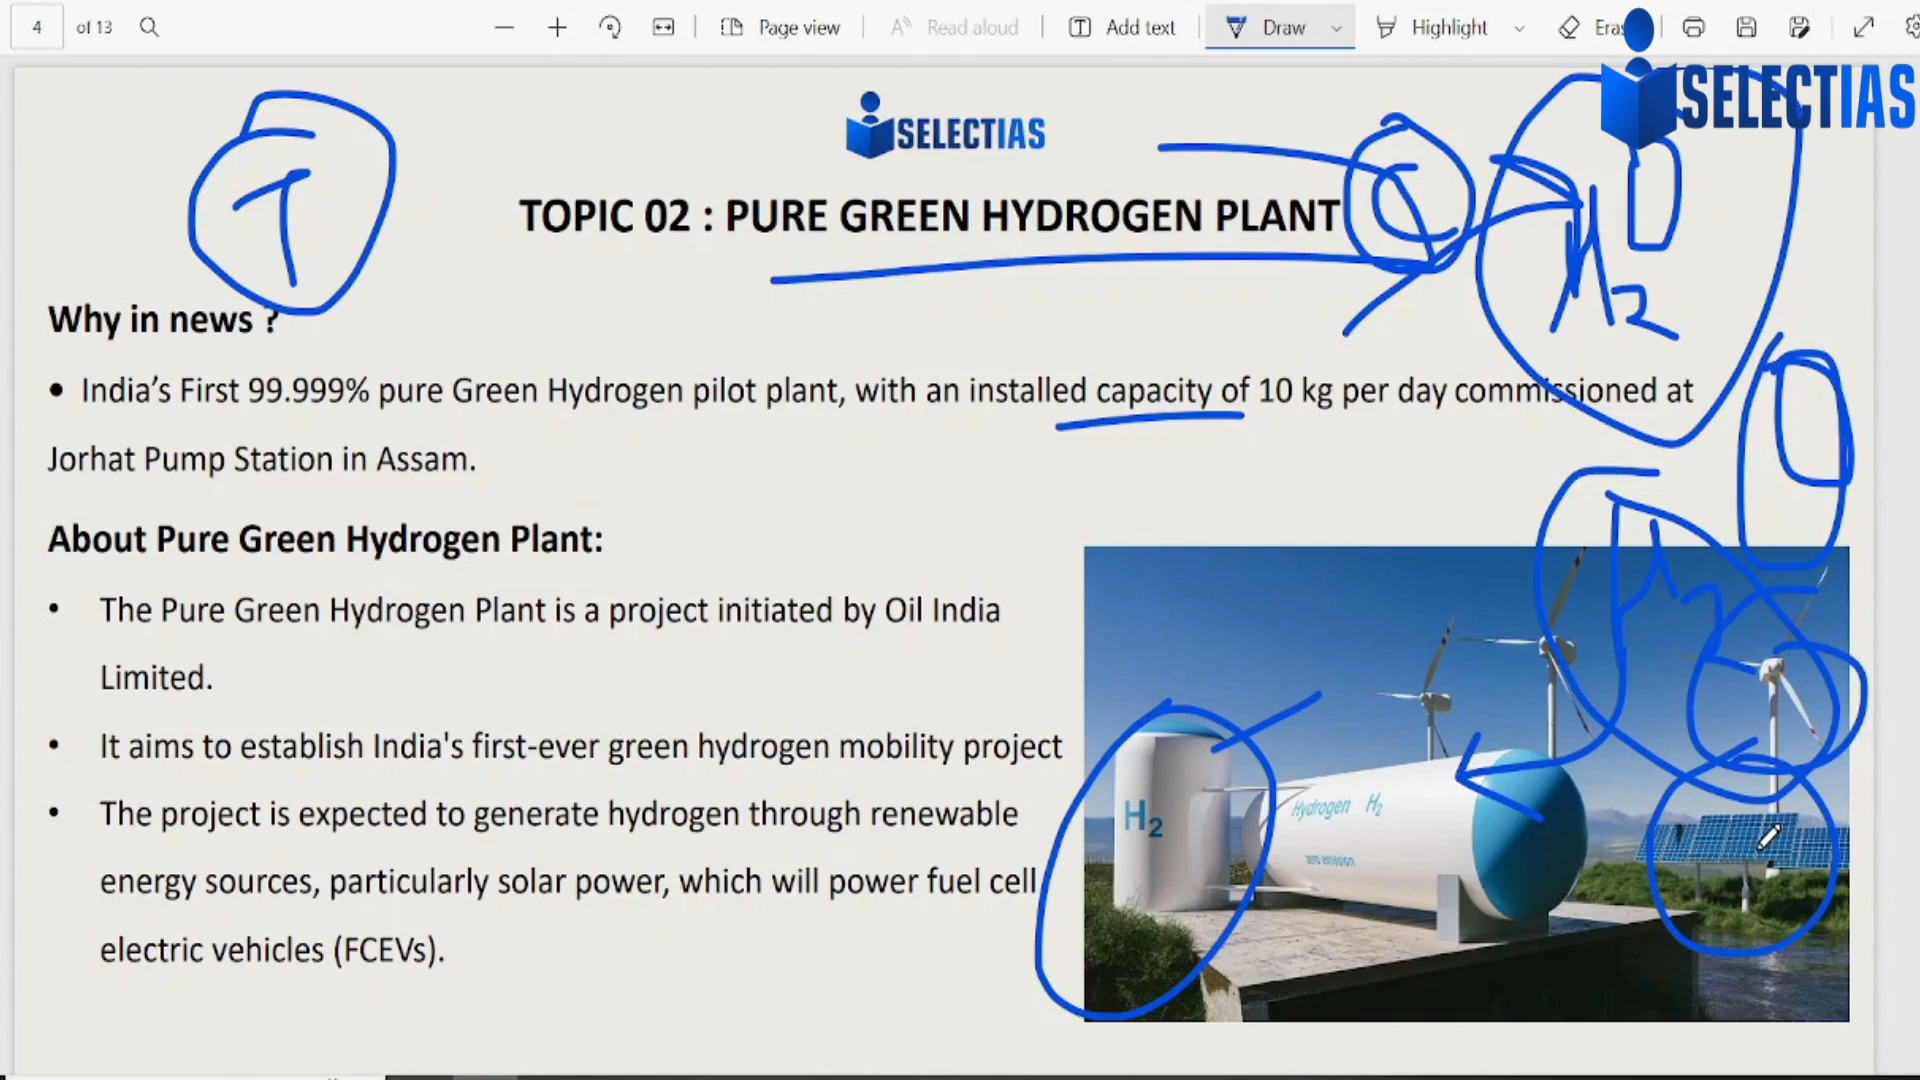 4 of 13 Page view Read aloud Add text Draw Highlight Eras
SELECTIAS
SELECTIAS
T
C
H2
TOPIC 02 : PURE GREEN HYDROGEN PLANT
Why in news ?
• India’s First 99.999% pure Green Hydrogen pilot plant, with an installed capacity of 10 kg per day commissioned at
Jorhat Pump Station in Assam.
About Pure Green Hydrogen Plant:
• The Pure Green Hydrogen Plant is a project initiated by Oil India
Limited.
• It aims to establish India's first-ever green hydrogen mobility project
• The project is expected to generate hydrogen through renewable
energy sources, particularly solar power, which will power fuel cell
electric vehicles (FCEVs).
H2
H2
Hydrogen H2
zero emission